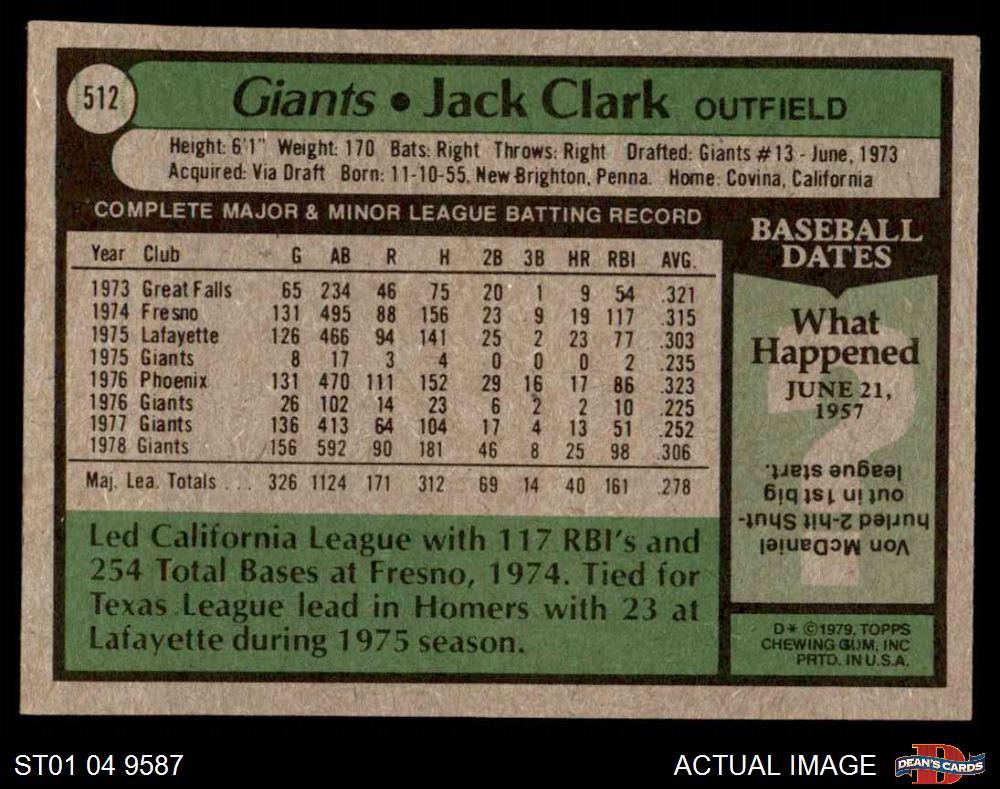 512
Giants • Jack Clark OUTFIELD
Height: 6'1" Weight: 170 Bats: Right Throws: Right Drafted: Giants #13 - June, 1973
Acquired: Via Draft Born: 11-10-55, New Brighton, Penna. Home: Covina, California
COMPLETE MAJOR & MINOR LEAGUE BATTING RECORD
Year Club G AB R H 2B 3B HR RBI AVG.
1973 Great Falls 65 234 46 75 20 1 9 54 .321
1974 Fresno 131 495 88 156 23 9 19 117 .315
1975 Lafayette 126 466 94 141 25 2 23 77 .303
1975 Giants 8 17 3 4 0 0 0 2 .235
1976 Phoenix 131 470 111 152 29 16 17 86 .323
1976 Giants 26 102 14 23 6 2 2 10 .225
1977 Giants 136 413 64 104 17 4 13 51 .252
1978 Giants 156 592 90 181 46 8 25 98 .306
Maj. Lea. Totals . . . 326 1124 171 312 69 14 40 161 .278
Led California League with 117 RBI's and
254 Total Bases at Fresno, 1974. Tied for
Texas League lead in Homers with 23 at
Lafayette during 1975 season.
BASEBALL
DATES
What
Happened
JUNE 21,
1957
Von McDaniel
hurled 2-hit Shut-
out in 1st big
league start.
D* ©1979, TOPPS
CHEWING GUM, INC
PRTD. IN U.S.A.
ST01 04 9587
ACTUAL IMAGE
DEAN'S CARDS